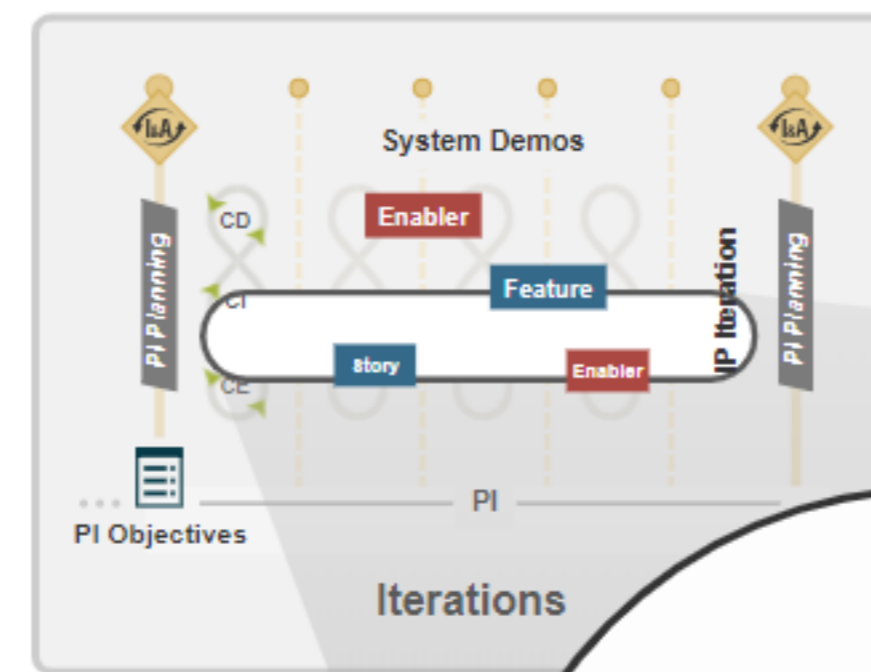 I&A
I&A
System Demos
CD
Enabler
PI Planning
Feature
CI
IP Iteration
PI Planning
Story
Enabler
CE
PI
PI Objectives
Iterations